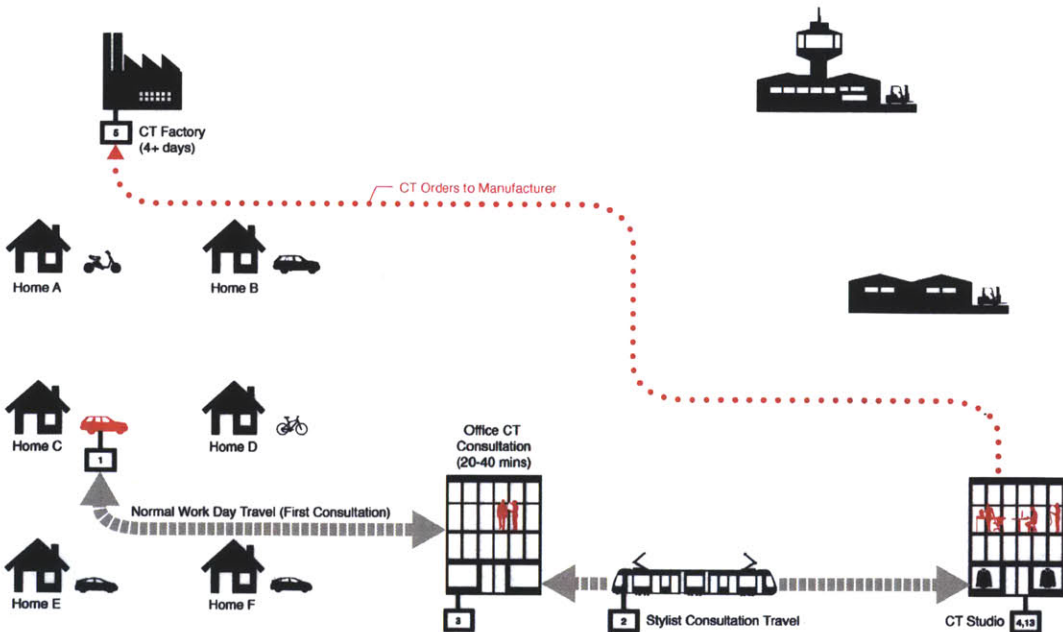 5
CT Factory
(4+ days)
CT Orders to Manufacturer
Home A
Home B
Home C
Home D
1
Office CT
Consultation
(20-40 mins)
Normal Work Day Travel (First Consultation)
Home E
Home F
3
2
Stylist Consultation Travel
CT Studio
4,13